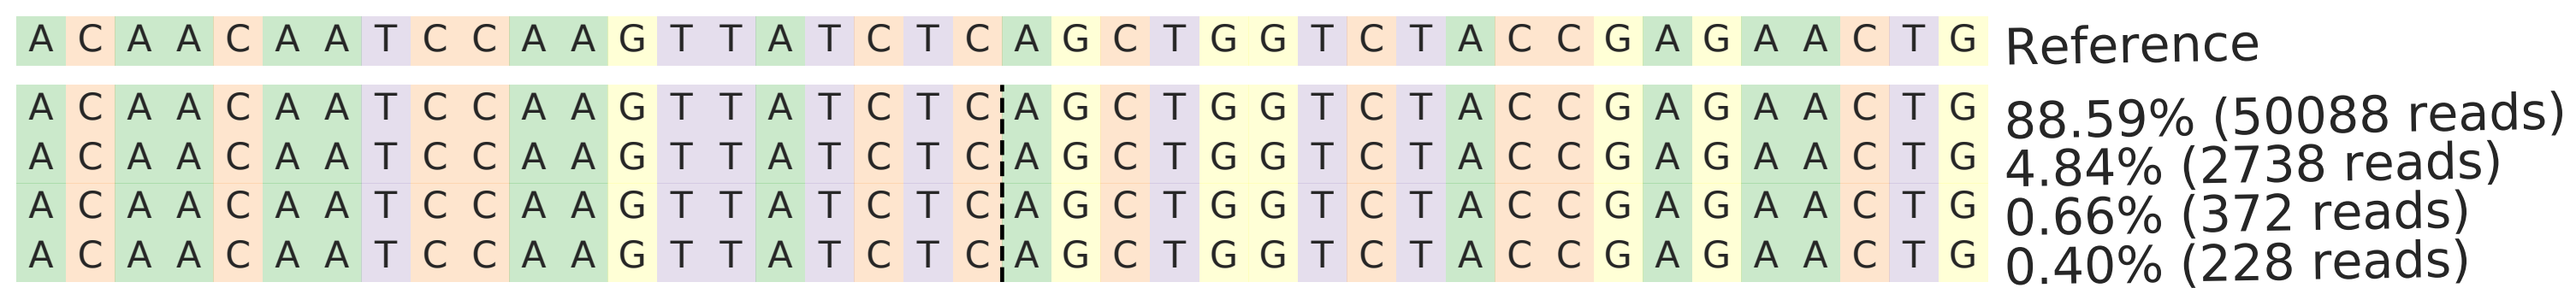 A C A A C A A T C C A A G T T A T C T C A G C T G G T C T A C C G A G A A C T G Reference
A C A A C A A T C C A A G T T A T C T C A G C T G G T C T A C C G A G A A C T G 88.59% (50088 reads)
A C A A C A A T C C A A G T T A T C T C A G C T G G T C T A C C G A G A A C T G 4.84% (2738 reads)
A C A A C A A T C C A A G T T A T C T C A G C T G G T C T A C C G A G A A C T G 0.66% (372 reads)
A C A A C A A T C C A A G T T A T C T C A G C T G G T C T A C C G A G A A C T G 0.40% (228 reads)